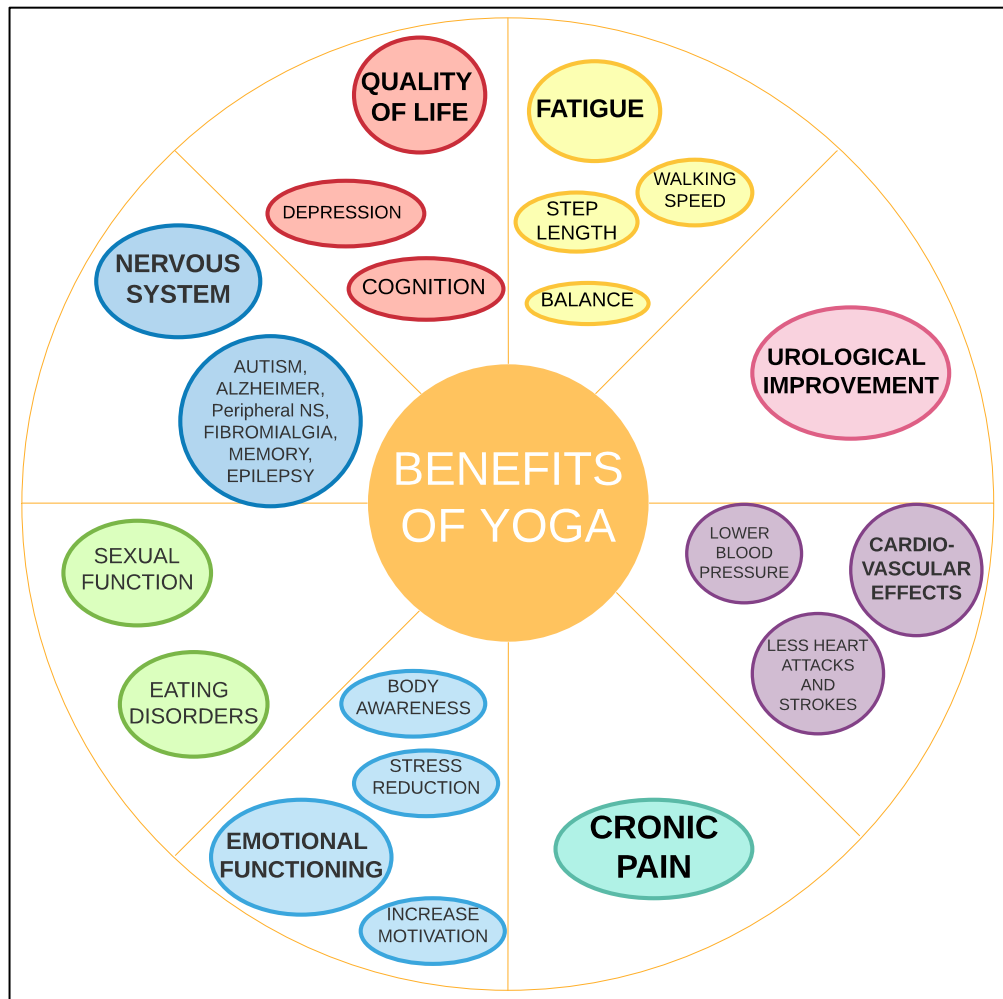 QUALITY
OF LIFE
DEPRESSION
COGNITION
FATIGUE
WALKING
SPEED
STEP
LENGTH
BALANCE
NERVOUS
SYSTEM
AUTISM,
ALZHEIMER,
Peripheral NS,
FIBROMIALGIA,
MEMORY,
EPILEPSY
UROLOGICAL
IMPROVEMENT
BENEFITS
OF YOGA
SEXUAL
FUNCTION
EATING
DISORDERS
LOWER
BLOOD
PRESSURE
CARDIO-
VASCULAR
EFFECTS
LESS HEART
ATTACKS
AND
STROKES
BODY
AWARENESS
STRESS
REDUCTION
EMOTIONAL
FUNCTIONING
INCREASE
MOTIVATION
CRONIC
PAIN